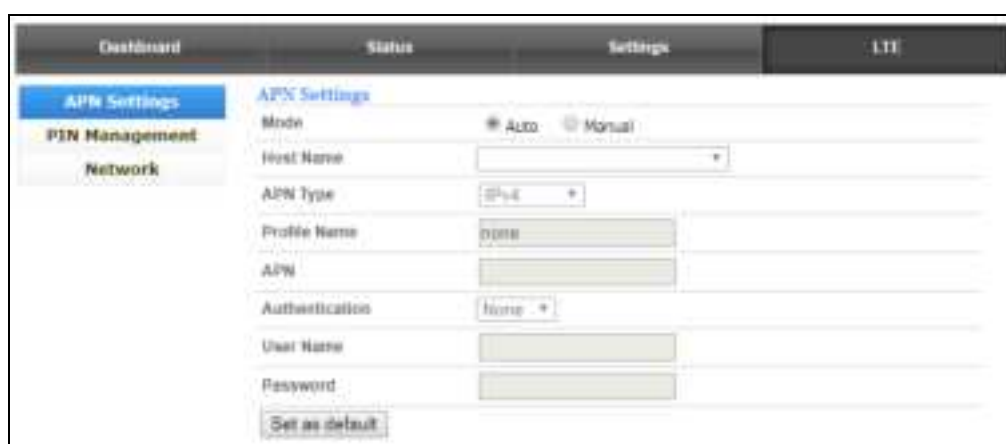 Dashboard Status Settings LTE
APN Settings
PIN Management
Network
APN Settings
Mode Auto Manual
Host Name
APN Type IPv4
Profile Name none
APN
Authentication None
User Name
Password
Set as default